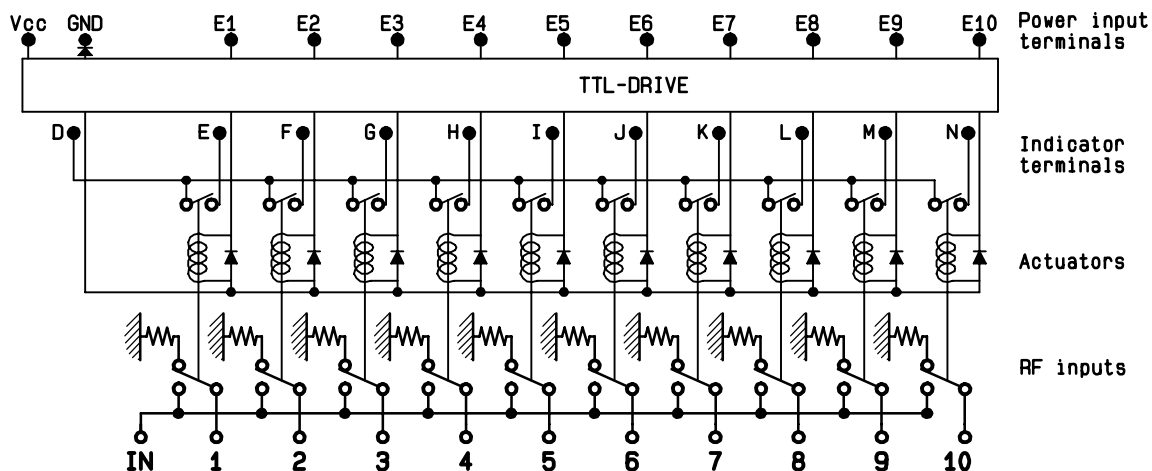 Vcc GND E1 E2 E3 E4 E5 E6 E7 E8 E9 E10 Power input
terminals
TTL-DRIVE
D E F G H I J K L M N Indicator
terminals
Actuators
RF inputs
IN 1 2 3 4 5 6 7 8 9 10